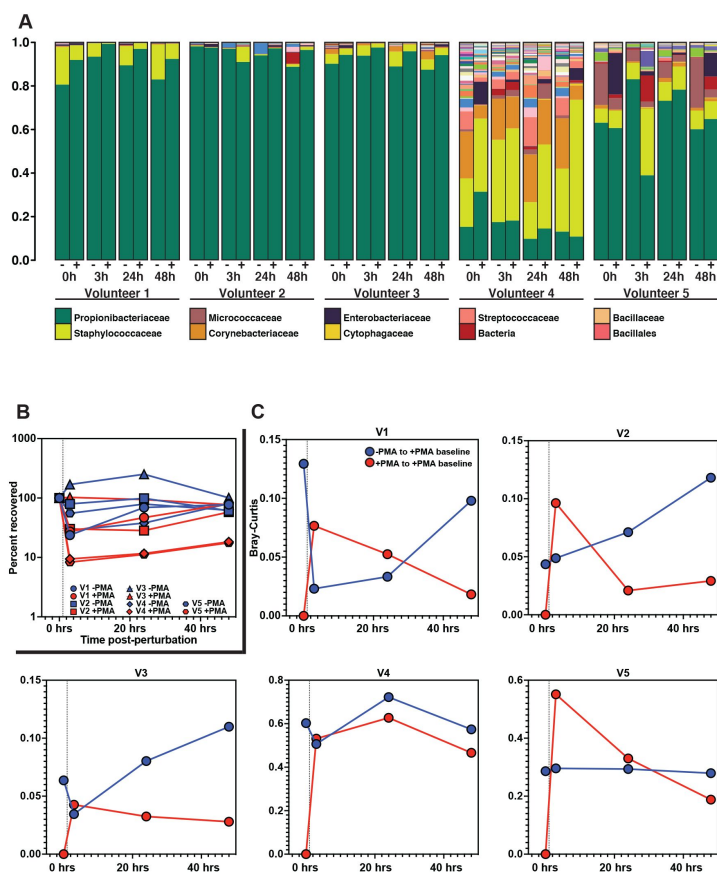 A
1.0
0.8
0.6
0.4
0.2
0.0
- + - + - + - + - + - + - + - + - + - + - + - + - + - + - + - + - + - + - + - +
0h 3h 24h 48h 0h 3h 24h 48h 0h 3h 24h 48h 0h 3h 24h 48h 0h 3h 24h 48h
Volunteer 1 Volunteer 2 Volunteer 3 Volunteer 4 Volunteer 5
Propionibacteriaceae Micrococcaceae Enterobacteriaceae Streptococcaceae Bacillaceae
Staphylococcaceae Corynebacteriaceae Cytophagaceae Bacteria Bacillales
B
1000
100
10
1
Percent recovered
V1 -PMA V3 -PMA
V1 +PMA V3 +PMA
V2 -PMA V4 -PMA V5 -PMA
V2 +PMA V4 +PMA V5 +PMA
0 hrs 20 hrs 40 hrs
Time post-perturbation
C
V1
0.15
0.10
0.05
0.00
Bray-Curtis
-PMA to +PMA baseline
+PMA to +PMA baseline
0 hrs 20 hrs 40 hrs
V2
0.15
0.10
0.05
0.00
0 hrs 20 hrs 40 hrs
V3
0.15
0.10
0.05
0.00
0 hrs 20 hrs 40 hrs
V4
0.8
0.6
0.4
0.2
0.0
0 hrs 20 hrs 40 hrs
V5
0.6
0.4
0.2
0.0
0 hrs 20 hrs 40 hrs